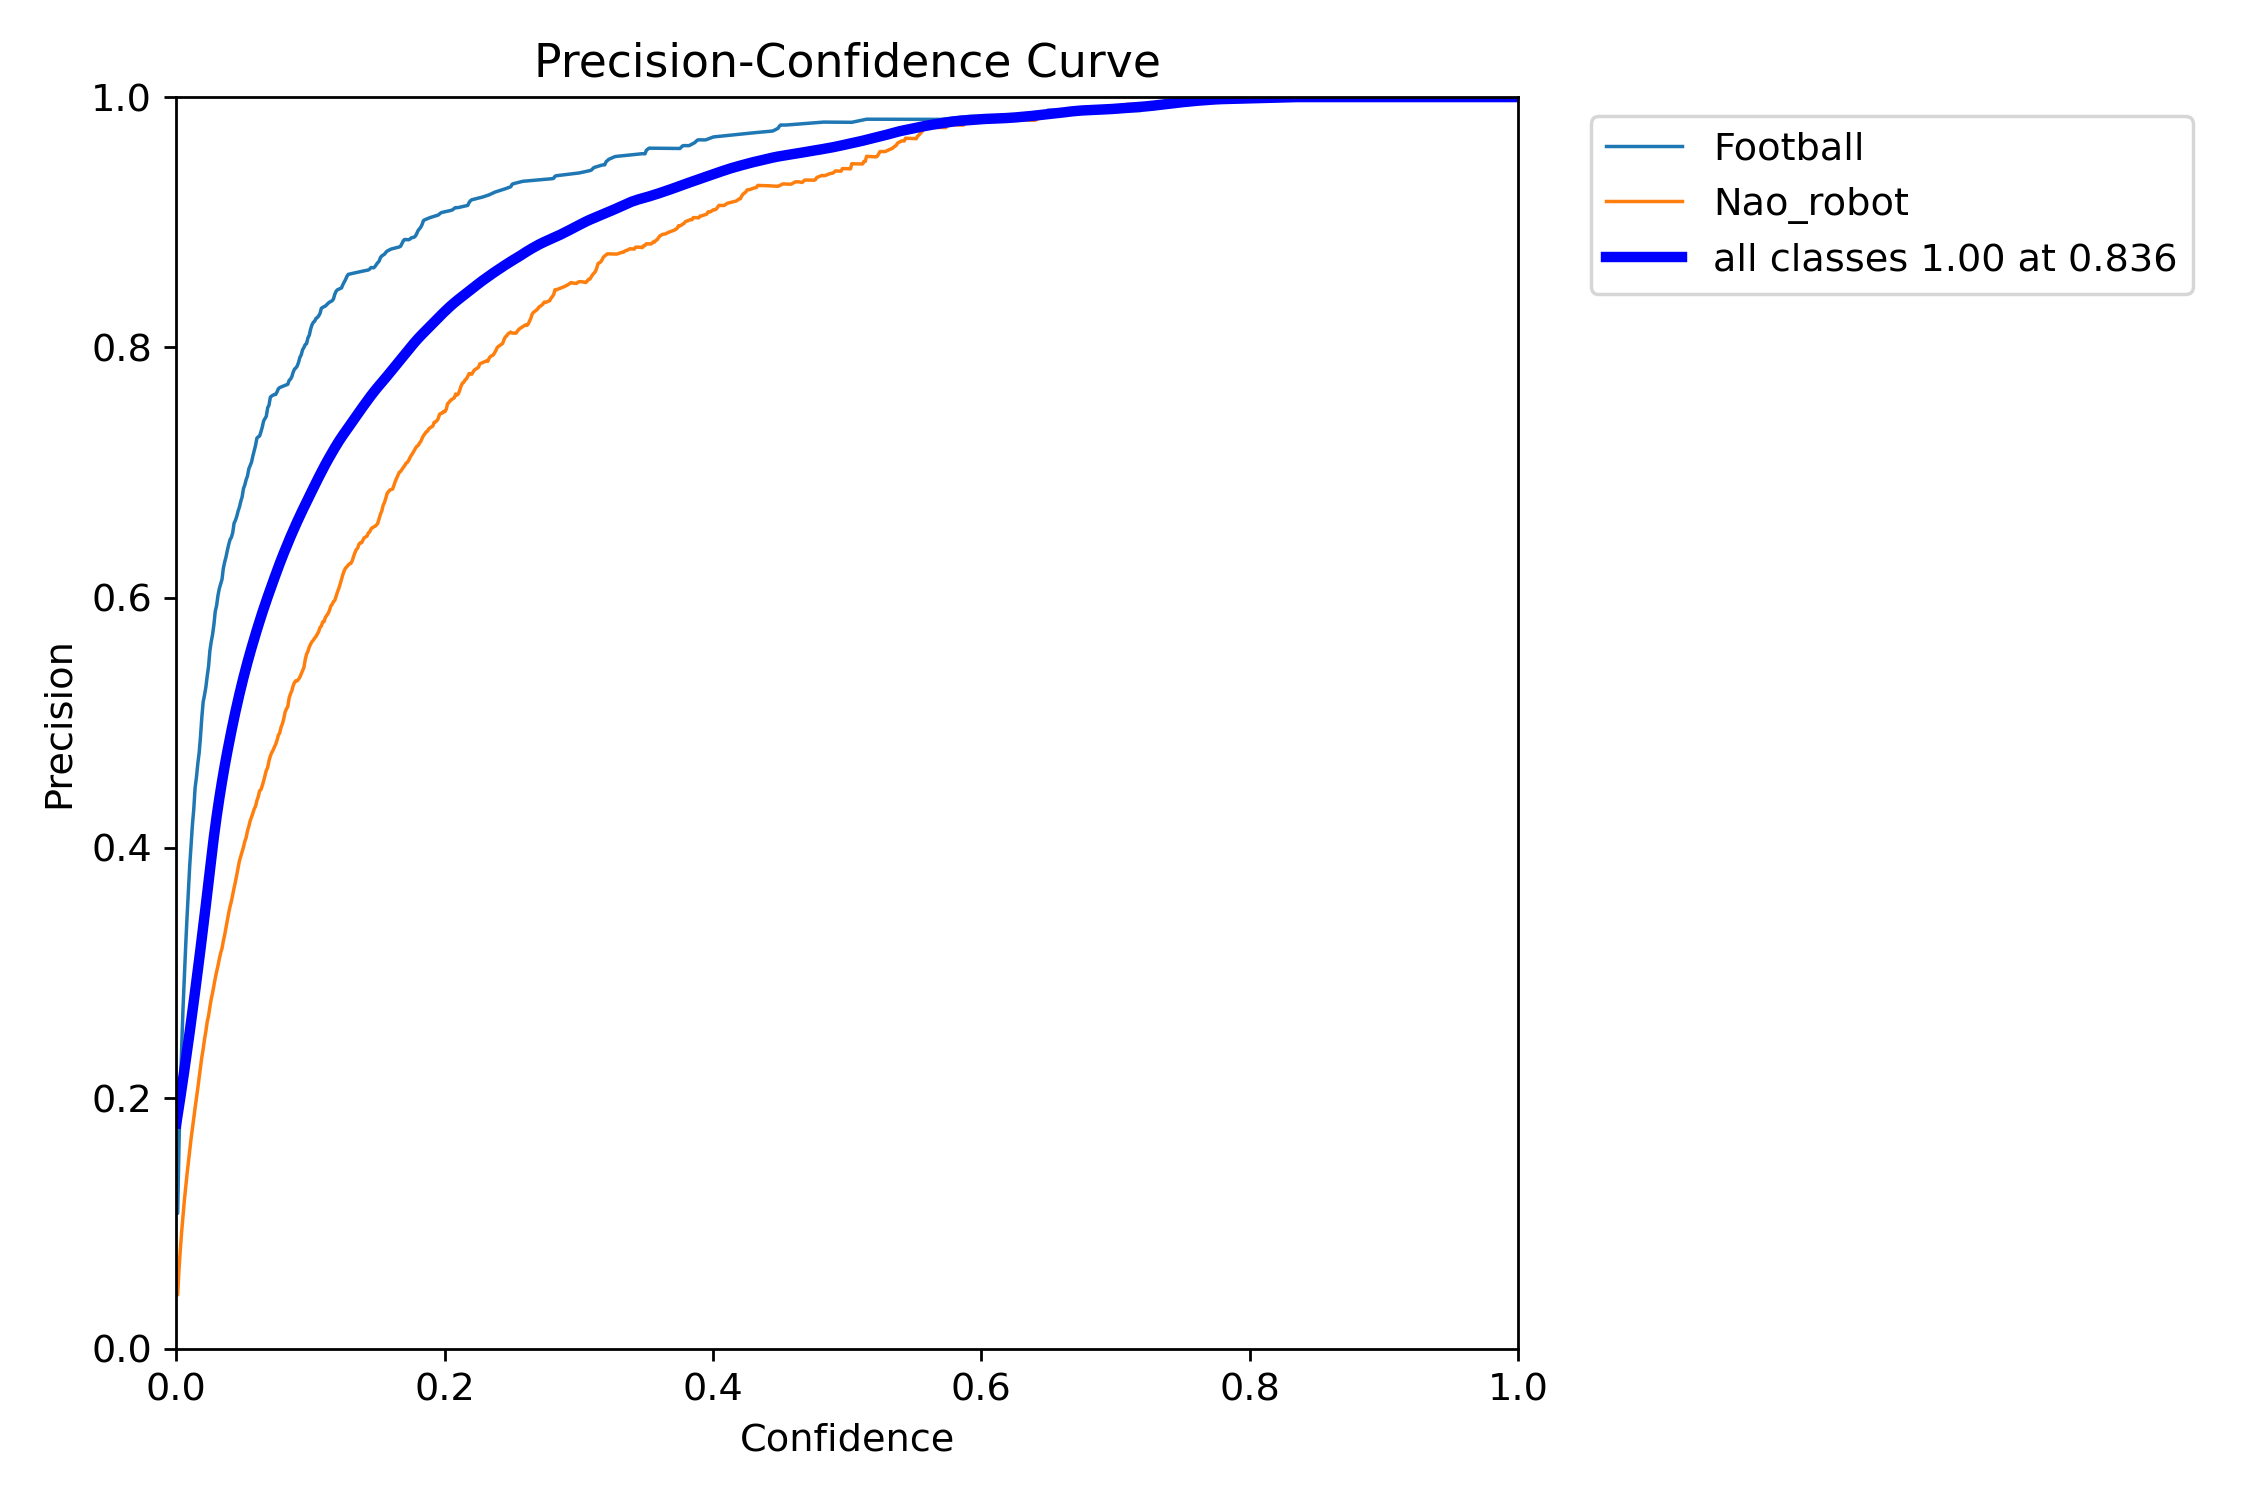 Precision-Confidence Curve
1.0
0.8
0.6
0.4
0.2
0.0
Precision
0.0 0.2 0.4 0.6 0.8 1.0
Confidence
Football
Nao_robot
all classes 1.00 at 0.836